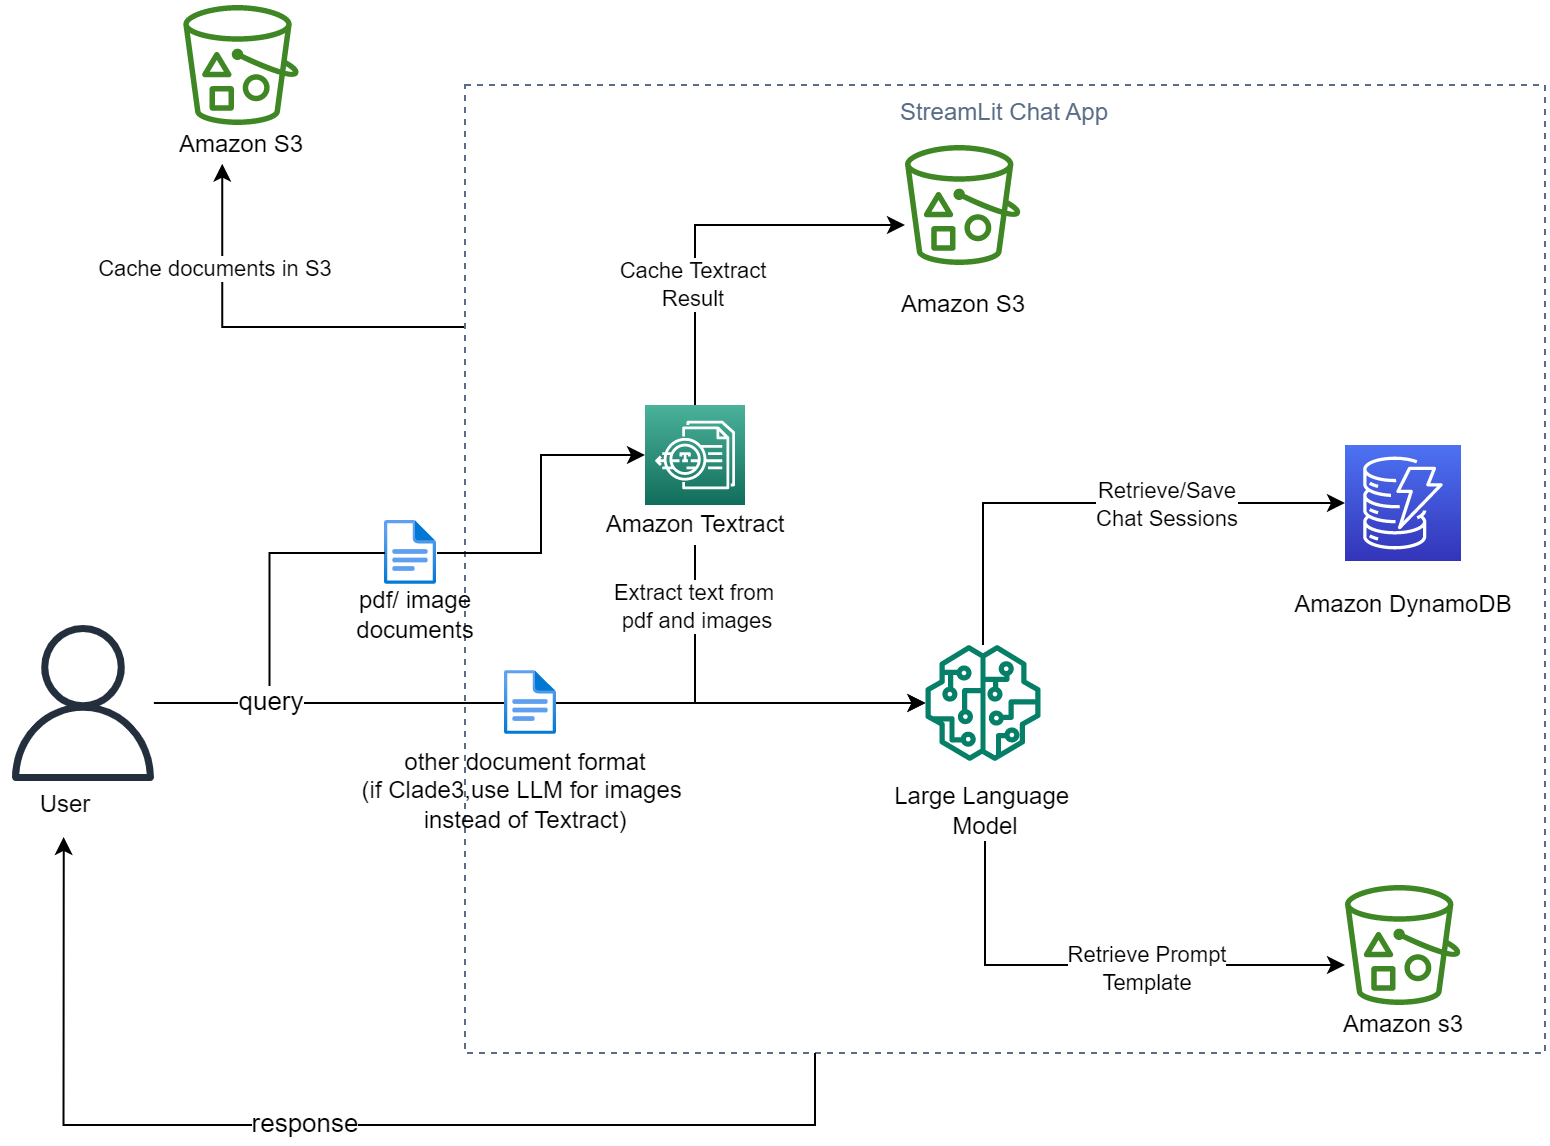 Amazon S3
Cache documents in S3
StreamLit Chat App
Amazon S3
Cache Textract
Result
Amazon Textract
Extract text from
pdf and images
pdf/ image
documents
query
User
other document format
(if Clade3,use LLM for images
instead of Textract)
Large Language
Model
Retrieve/Save
Chat Sessions
Amazon DynamoDB
Retrieve Prompt
Template
Amazon s3
response